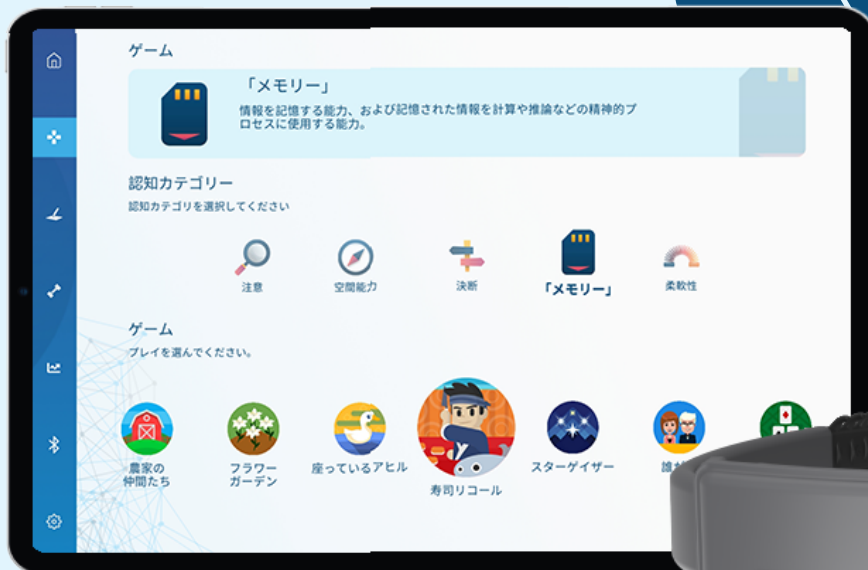 ゲーム
「メモリー」
情報を記憶する能力、および記憶された情報を計算や推論などの精神的プ
ロセスに使用する能力。
認知カテゴリー
認知カテゴリを選択してください
注意
空間能力
決断
「メモリー」
柔軟性
ゲーム
プレイを選んでください。
農家の
仲間たち
フラワー
ガーデン
座っているアヒル
寿司リコール
スターゲイザー
誰が